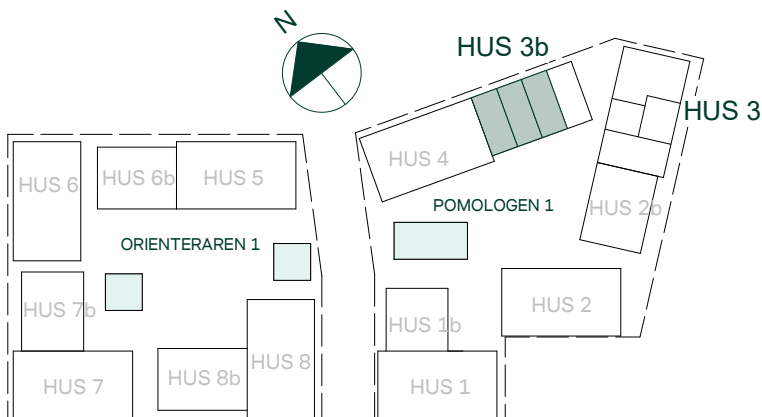 N
HUS 3b
HUS 3
HUS 4
HUS 6
HUS 6b
HUS 5
HUS 2b
POMOLOGEN 1
ORIENTERAREN 1
HUS 7b
HUS 2
HUS 1b
HUS 8
HUS 8b
HUS 7
HUS 1